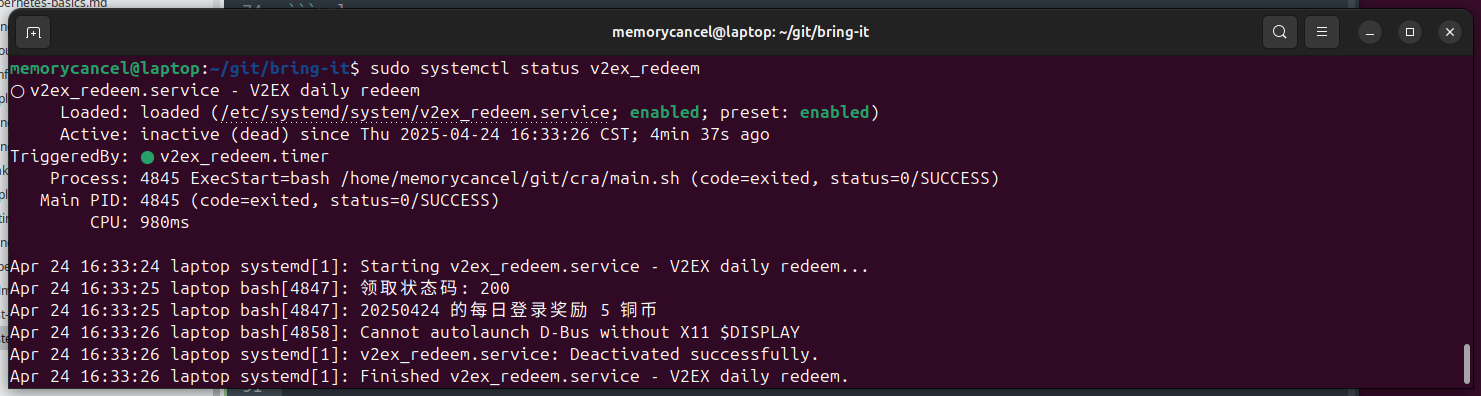 memorycancel@laptop: ~/git/bring-it
memorycancel@laptop:~/git/bring-it$ sudo systemctl status v2ex_redeem
○ v2ex_redeem.service - V2EX daily redeem
Loaded: loaded (/etc/systemd/system/v2ex_redeem.service; enabled; preset: enabled)
Active: inactive (dead) since Thu 2025-04-24 16:33:26 CST; 4min 37s ago
TriggeredBy: ● v2ex_redeem.timer
Process: 4845 ExecStart=bash /home/memorycancel/git/cra/main.sh (code=exited, status=0/SUCCESS)
Main PID: 4845 (code=exited, status=0/SUCCESS)
CPU: 980ms
Apr 24 16:33:24 laptop systemd[1]: Starting v2ex_redeem.service - V2EX daily redeem...
Apr 24 16:33:25 laptop bash[4847]: 领取状态码: 200
Apr 24 16:33:25 laptop bash[4847]: 20250424 的每日登录奖励 5 铜币
Apr 24 16:33:26 laptop bash[4858]: Cannot autolaunch D-Bus without X11 $DISPLAY
Apr 24 16:33:26 laptop systemd[1]: v2ex_redeem.service: Deactivated successfully.
Apr 24 16:33:26 laptop systemd[1]: Finished v2ex_redeem.service - V2EX daily redeem.